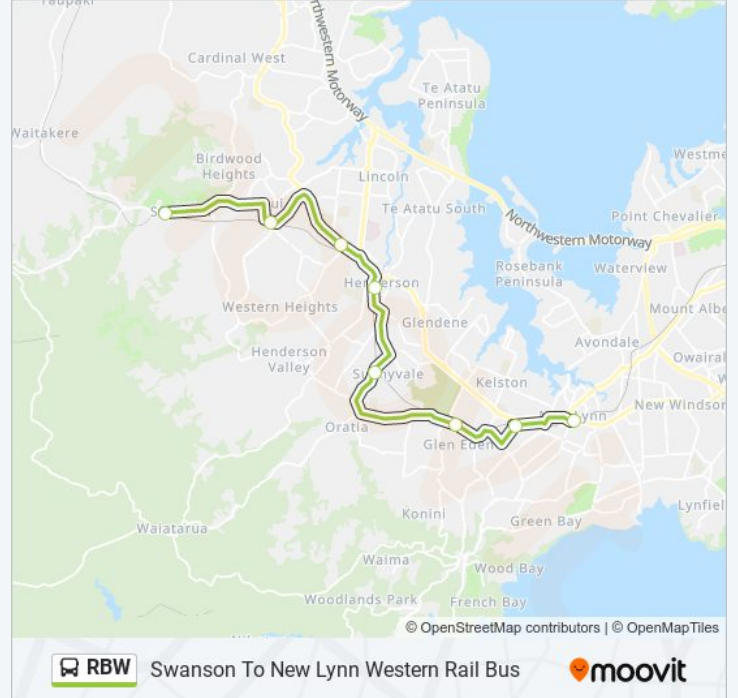 Taupaki
Northwestern Motorway
Cardinal West
Te Atatu
Peninsula
Waitakere
Birdwood
Heights
Westme
Lincoln
Te Atatu South
Northwestern Motorway
Point Chevalier
Rosebank
Peninsula
Waterview
Henderson
Western Heights
Mount Albe
Glendene
Avondale
Henderson
Valley
Owairal
Sunnyvale
Kelston
New Windsor
Lynn
Oratia
Glen Eden
Lynfiel
Konini
Green Bay
Waiatarua
Waima
Wood Bay
Woodlands Park
French Bay
© OpenStreetMap contributors | © OpenMapTiles
RBW Swanson To New Lynn Western Rail Bus moovit